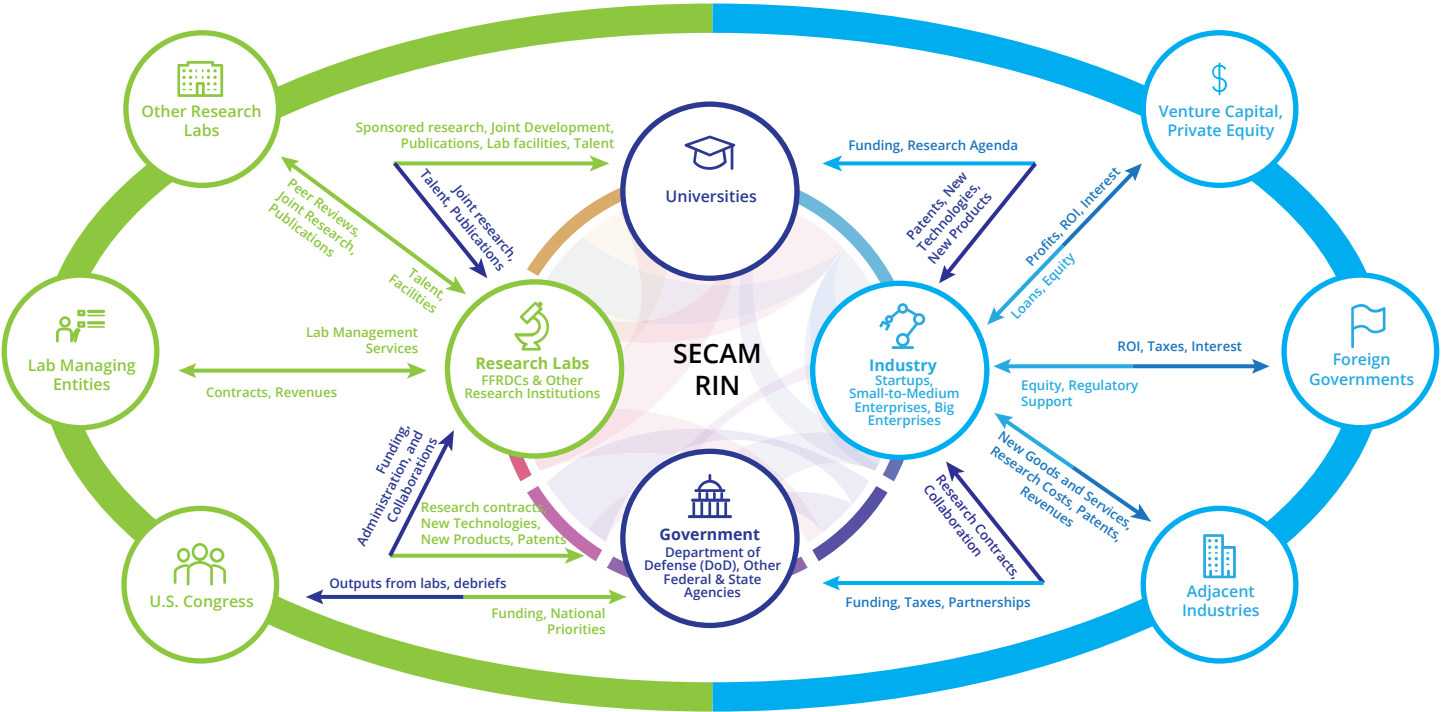 Other Research
Labs
Venture Capital,
Private Equity
Sponsored research, Joint Development,
Publications, Lab facilities, Talent
Joint research,
Talent, Publications
Universities
Funding, Research Agenda
Patents, New
Technologies,
New Products
Peer Reviews,
Joint Research,
Publications
Talent,
Facilities
Profits, ROI, Interest
Loans, Equity
Lab Managing
Entities
Lab Management
Services
Contracts, Revenues
Research Labs
FFRDCs & Other
Research Institutions
SECAM
RIN
Industry
Startups,
Small-to-Medium
Enterprises, Big
Enterprises
ROI, Taxes, Interest
Equity, Regulatory
Support
Foreign
Governments
Funding,
Administration, and
Collaborations
Research contracts,
New Technologies,
New Products, Patents
Government
Department of
Defense (DoD), Other
Federal & State
Agencies
Research Contracts,
Collaboration
New Goods and Services,
Research Costs, Patents,
Revenues
U.S. Congress
Outputs from labs, debriefs
Funding, National
Priorities
Funding, Taxes, Partnerships
Adjacent
Industries